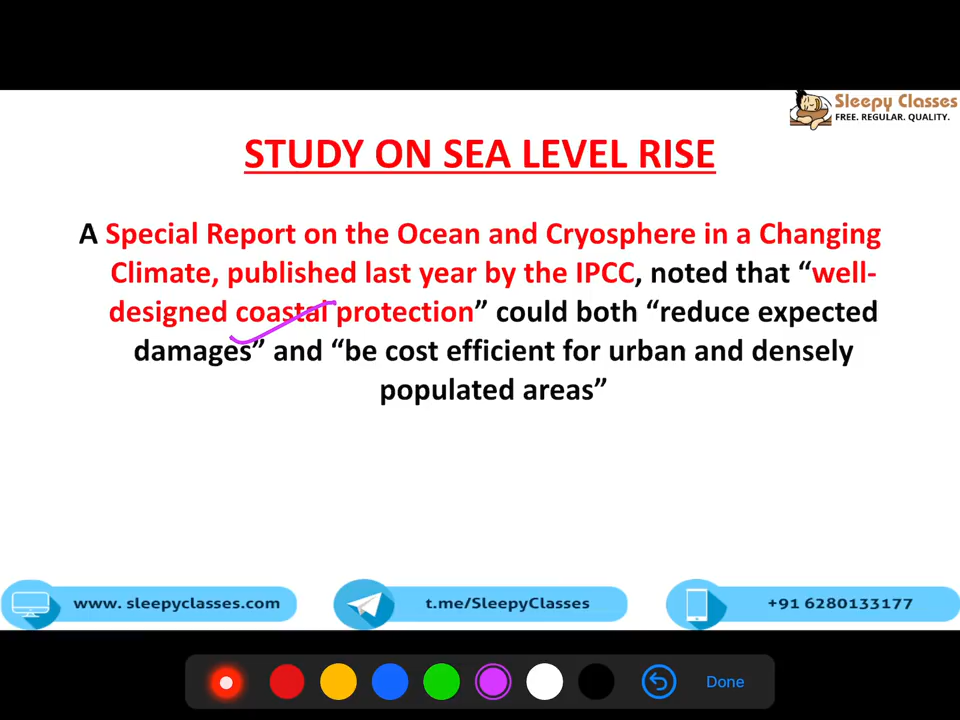 Sleepy Classes
FREE. REGULAR. QUALITY.
STUDY ON SEA LEVEL RISE
A Special Report on the Ocean and Cryosphere in a Changing
Climate, published last year by the IPCC, noted that “well-
designed coastal protection” could both “reduce expected
damages” and “be cost efficient for urban and densely
populated areas”
www. sleepyclasses.com
t.me/SleepyClasses
+91 6280133177
Done